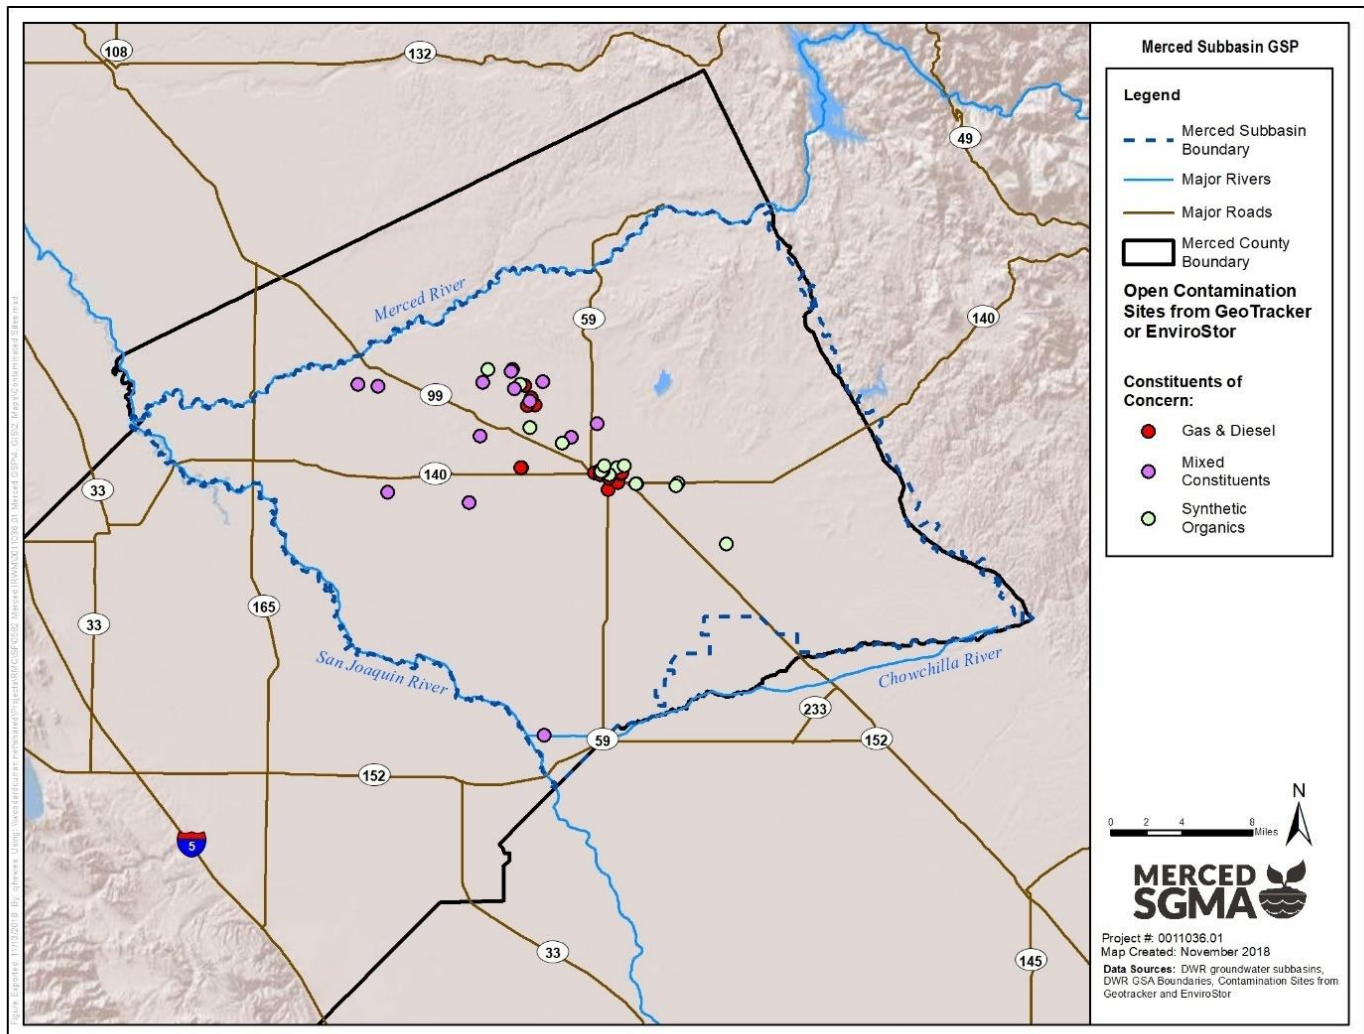 Merced Subbasin GSP
Legend
Merced Subbasin
Boundary
Major Rivers
Major Roads
Merced County
Boundary
Open Contamination
Sites from GeoTracker
or EnviroStor
Constituents of
Concern:
Gas & Diesel
Mixed
Constituents
Synthetic
Organics
108
132
49
Merced River
59
140
99
140
33
165
33
San Joaquin River
Chowchilla River
233
59
152
152
5
33
145
N
0 2 4 8
Miles
MERCED
SGMA
Project #: 0011036.01
Map Created: November 2018
Data Sources: DWR groundwater subbasins,
DWR GSA Boundaries, Contamination Sites from
Geotracker and EnviroStor